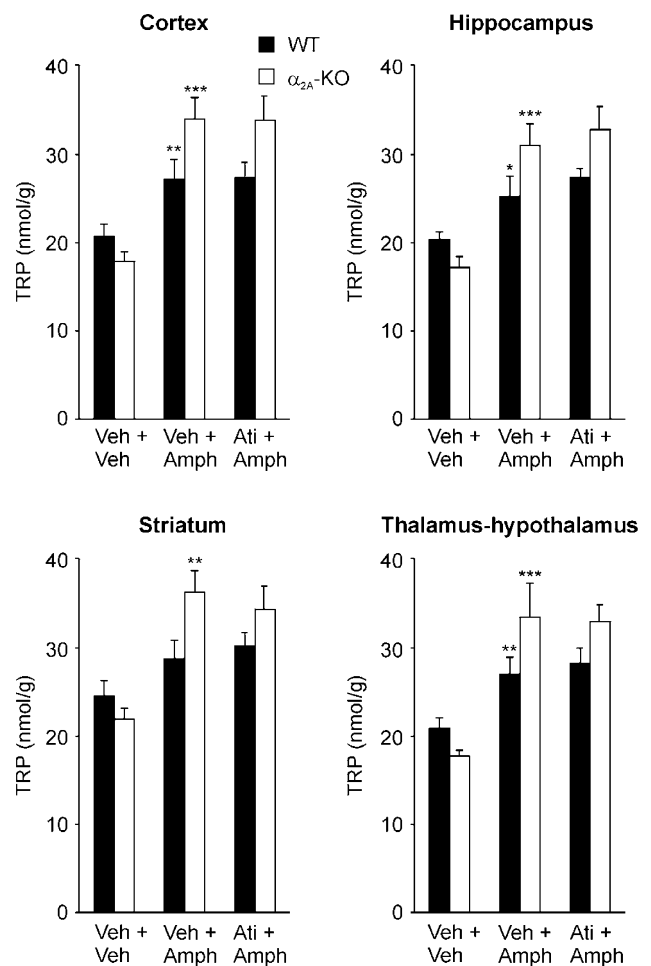 Cortex
WT
α2A-KO
TRP (nmol/g)
40
30
20
10
0
**
***
Veh + Veh + Ati +
Veh Amph Amph
Hippocampus
TRP (nmol/g)
40
30
20
10
0
*
***
Veh + Veh + Ati +
Veh Amph Amph
Striatum
TRP (nmol/g)
40
30
20
10
0
**
Veh + Veh + Ati +
Veh Amph Amph
Thalamus-hypothalamus
TRP (nmol/g)
40
30
20
10
0
**
***
Veh + Veh + Ati +
Veh Amph Amph